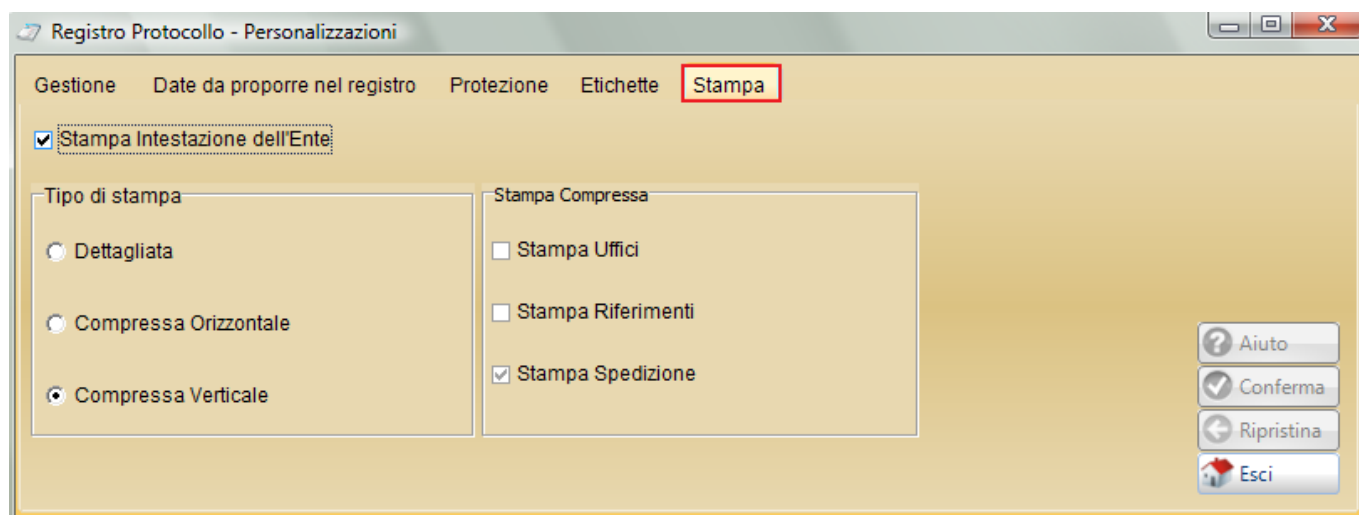 Registro Protocollo - Personalizzazioni
Gestione Date da proporre nel registro Protezione Etichette Stampa
Stampa Intestazione dell'Ente
Tipo di stampa
Dettagliata
Compressa Orizzontale
Compressa Verticale
Stampa Compressa
Stampa Uffici
Stampa Riferimenti
Stampa Spedizione
Aiuto
Conferma
Ripristina
Esci